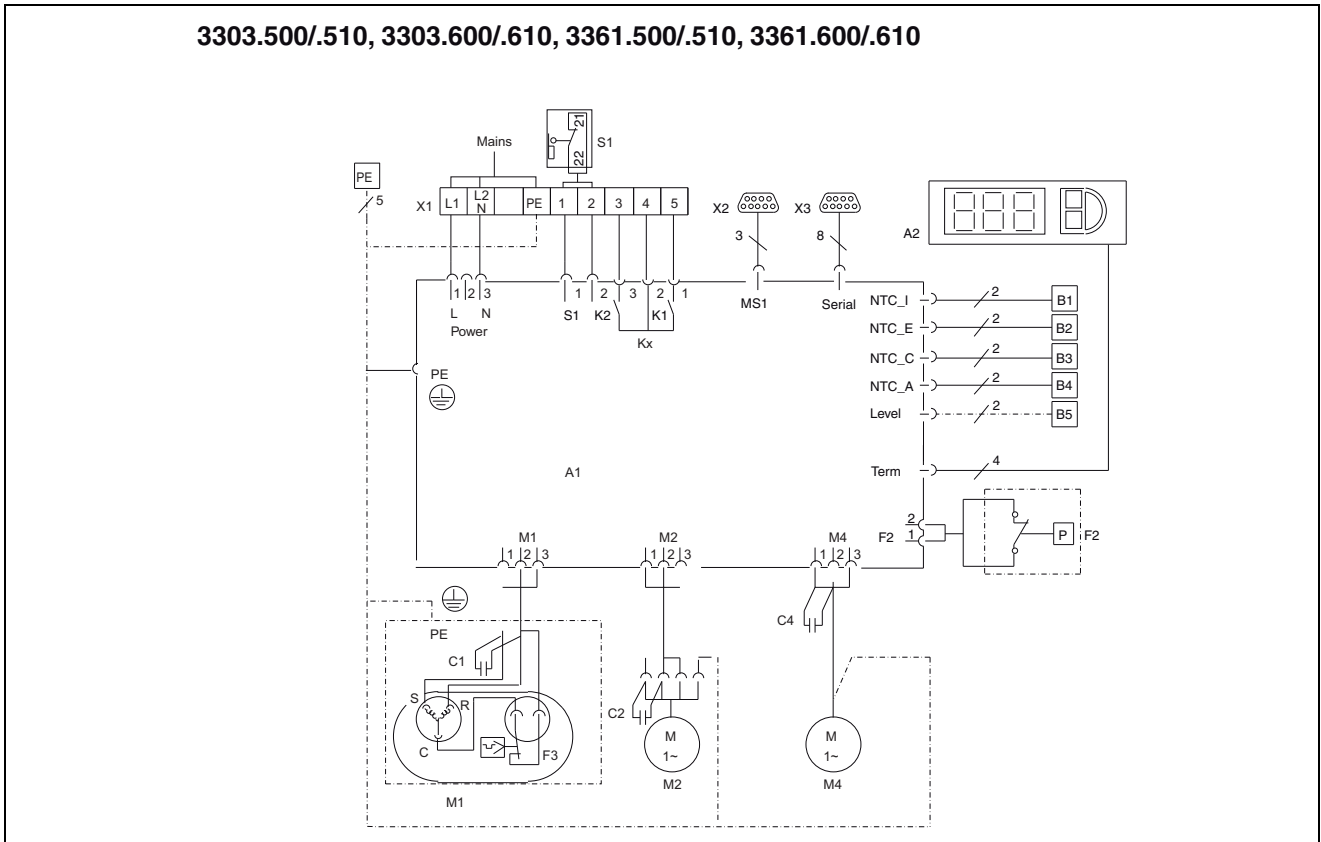 3303.500/.510, 3303.600/.610, 3361.500/.510, 3361.600/.610
Mains
21
22
S1
PE
5
X1
L1
L2
N
PE
1
2
3
4
5
X2
X3
3
8
A2
1
2
3
L
N
Power
1
2
3
2
1
S1
K2
K1
Kx
MS1
Serial
NTC_I
2
B1
NTC_E
2
B2
NTC_C
2
B3
NTC_A
2
B4
Level
2
B5
PE
A1
Term
4
F2
2
1
P
F2
M1
1 2 3
M2
1 2 3
M4
1 2 3
PE
C1
C4
S
R
C
F3
C2
M
1~
M
1~
M1
M2
M4